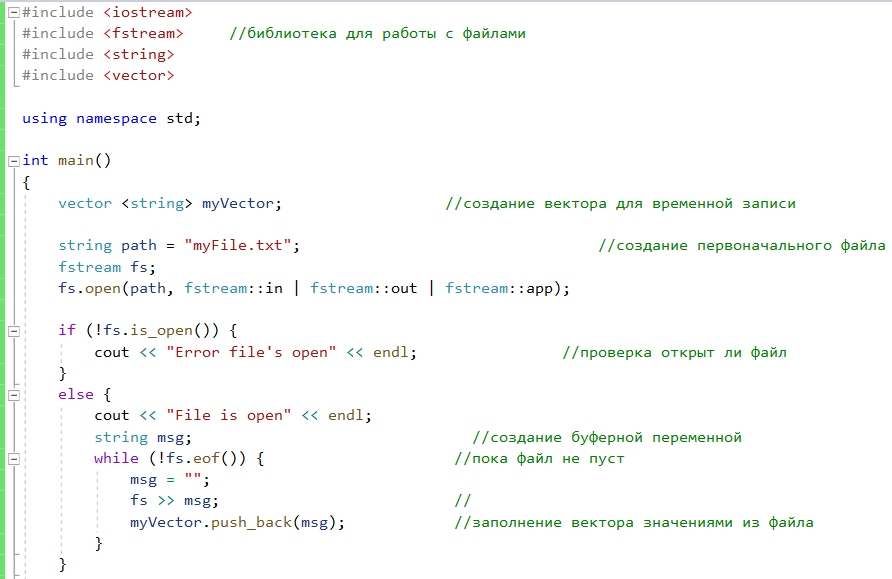 #include <iostream>
#include <fstream> //библиотека для работы с файлами
#include <string>
#include <vector>
using namespace std;
int main()
{
vector <string> myVector; //создание вектора для временной записи
string path = "myFile.txt"; //создание первоначального файла
fstream fs;
fs.open(path, fstream::in | fstream::out | fstream::app);
if (!fs.is_open()) {
cout << "Error file's open" << endl; //проверка открыт ли файл
}
else {
cout << "File is open" << endl;
string msg; //создание буферной переменной
while (!fs.eof()) { //пока файл не пуст
msg = "";
fs >> msg; //
myVector.push_back(msg); //заполнение вектора значениями из файла
}
}